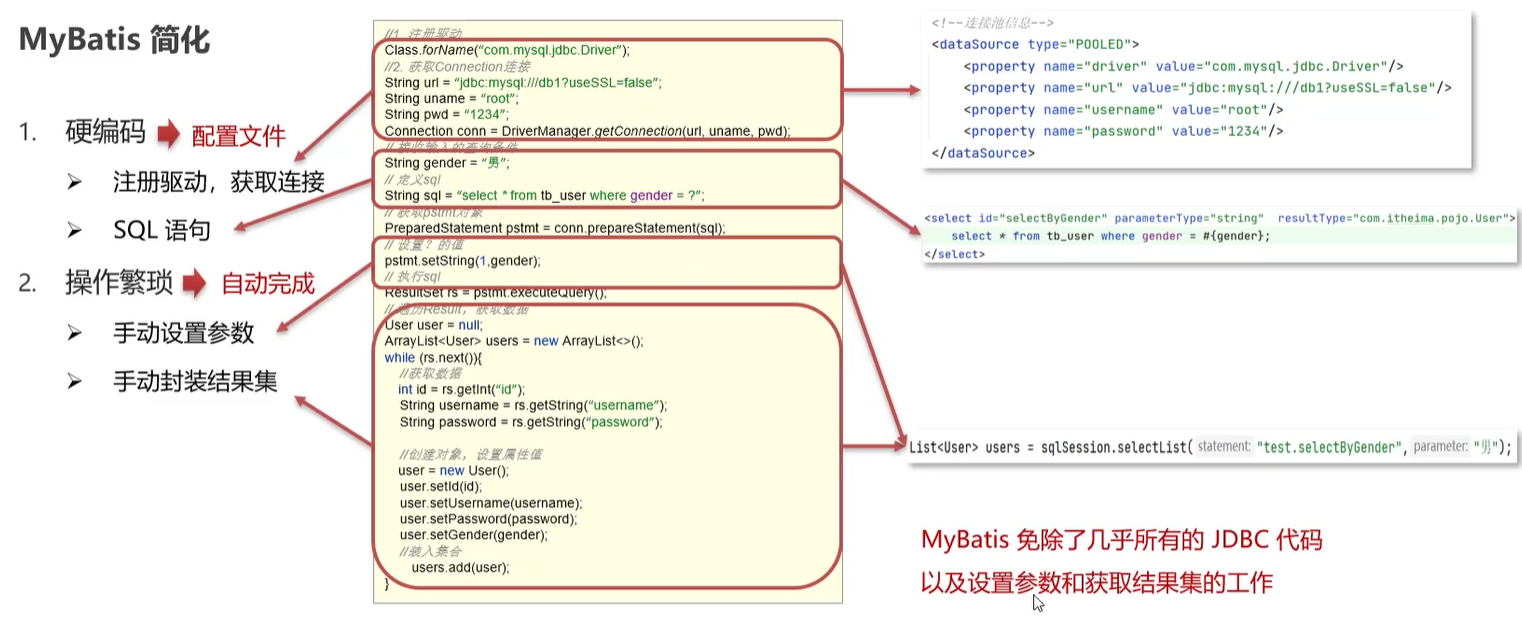 MyBatis 简化
1. 硬编码 配置文件
➢ 注册驱动，获取连接
➢ SQL 语句
2. 操作繁琐 自动完成
➢ 手动设置参数
➢ 手动封装结果集
//1. 注册驱动
Class.forName(“com.mysql.jdbc.Driver”);
//2. 获取Connection连接
String url = “jdbc:mysql:///db1?useSSL=false”;
String uname = “root”;
String pwd = “1234”;
Connection conn = DriverManager.getConnection(url, uname, pwd);
// 接收输入的查询条件
String gender = “男”;
// 定义sql
String sql = “select * from tb_user where gender = ?”;
// 获取pstmt对象
PreparedStatement pstmt = conn.prepareStatement(sql);
// 设置？的值
pstmt.setString(1,gender);
// 执行sql
ResultSet rs = pstmt.executeQuery();
// 遍历Result，获取数据
User user = null;
ArrayList<User> users = new ArrayList<>();
while (rs.next()){
//获取数据
int id = rs.getInt(“id”);
String username = rs.getString(“username”);
String password = rs.getString(“password”);
//创建对象，设置属性值
user = new User();
user.setId(id);
user.setUsername(username);
user.setPassword(password);
user.setGender(gender);
//装入集合
users.add(user);
}
<!--连接池信息-->
<dataSource type="POOLED">
<property name="driver" value="com.mysql.jdbc.Driver"/>
<property name="url" value="jdbc:mysql:///db1?useSSL=false"/>
<property name="username" value="root"/>
<property name="password" value="1234"/>
</dataSource>
<select id="selectByGender" parameterType="string" resultType="com.itheima.pojo.User">
select * from tb_user where gender = #{gender};
</select>
List<User> users = sqlSession.selectList( statement: "test.selectByGender", parameter: "男");
MyBatis 免除了几乎所有的 JDBC 代码
以及设置参数和获取结果集的工作